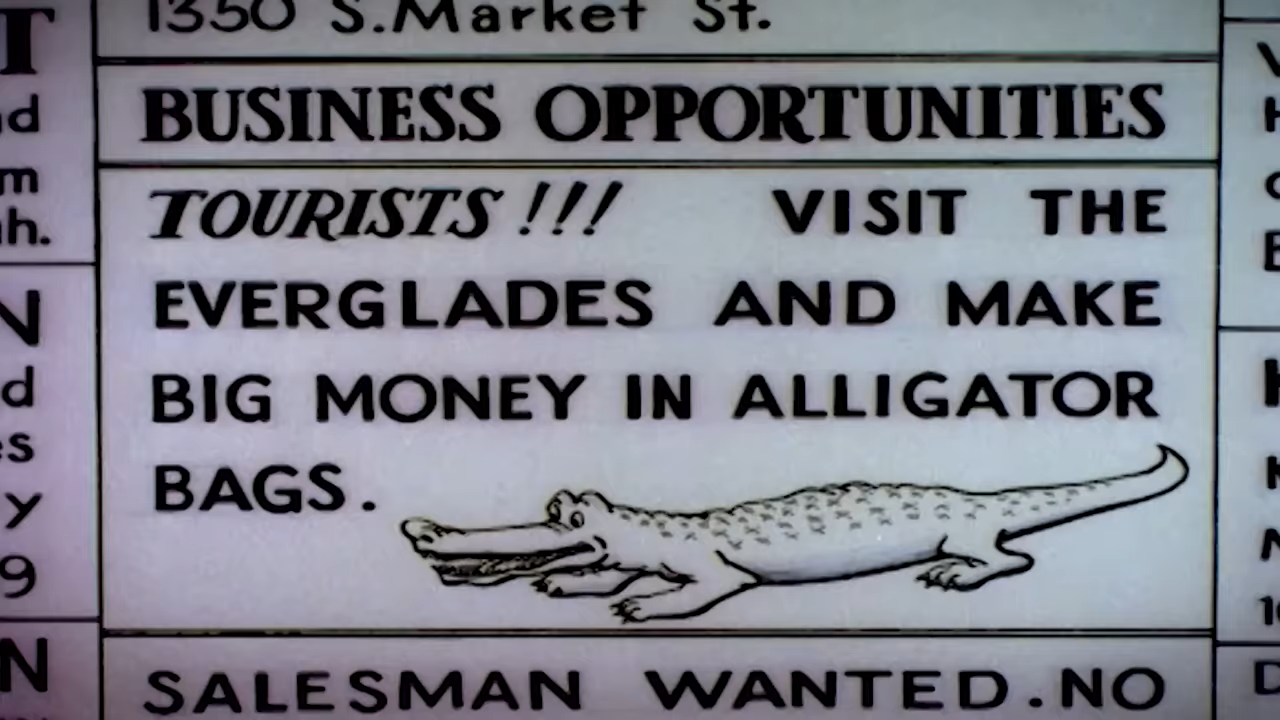 1350 S.Market St.
BUSINESS OPPORTUNITIES
TOURISTS!!! VISIT THE
EVERGLADES AND MAKE
BIG MONEY IN ALLIGATOR
BAGS.
SALESMAN WANTED.NO